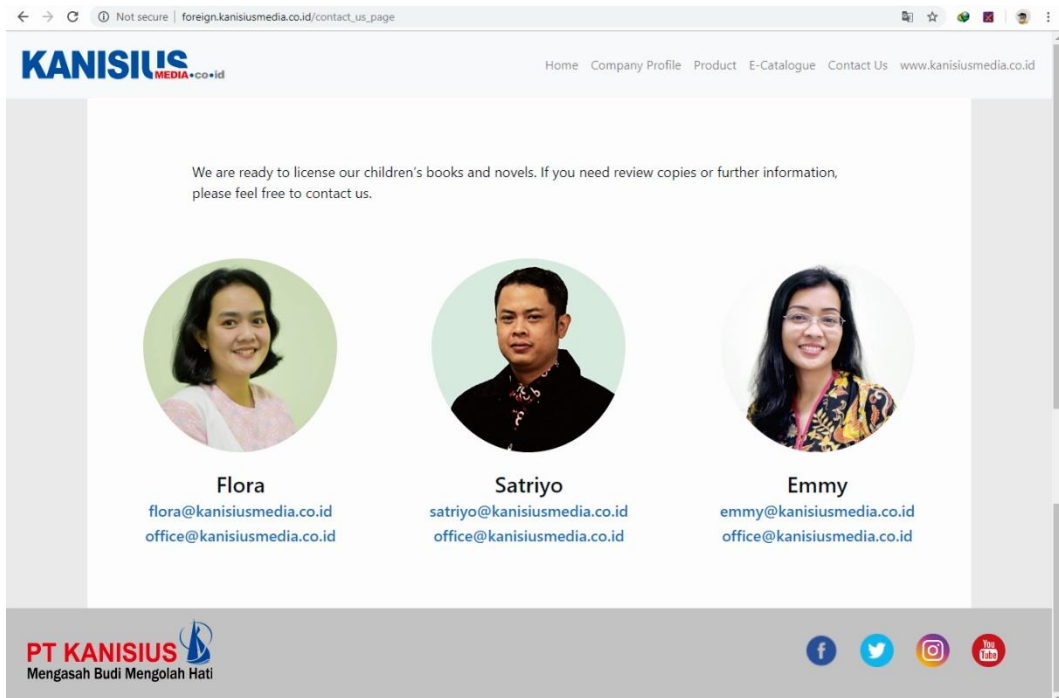 Not secure | foreign.kanisiusmedia.co.id/contact_us_page
KANISIUS
MEDIA.co.id
Home Company Profile Product E-Catalogue Contact Us www.kanisiusmedia.co.id
We are ready to license our children's books and novels. If you need review copies or further information,
please feel free to contact us.
Flora
flora@kanisiusmedia.co.id
office@kanisiusmedia.co.id
Satriyo
satriyo@kanisiusmedia.co.id
office@kanisiusmedia.co.id
Emmy
emmy@kanisiusmedia.co.id
office@kanisiusmedia.co.id
PT KANISIUS
Mengasah Budi Mengolah Hati
f
You
Tube